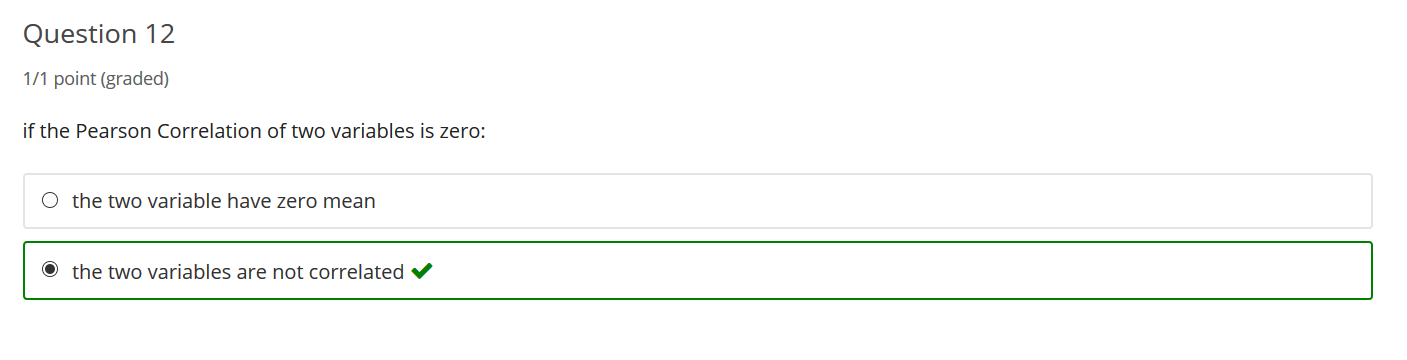 Question 12
1/1 point (graded)
if the Pearson Correlation of two variables is zero:
the two variable have zero mean
the two variables are not correlated